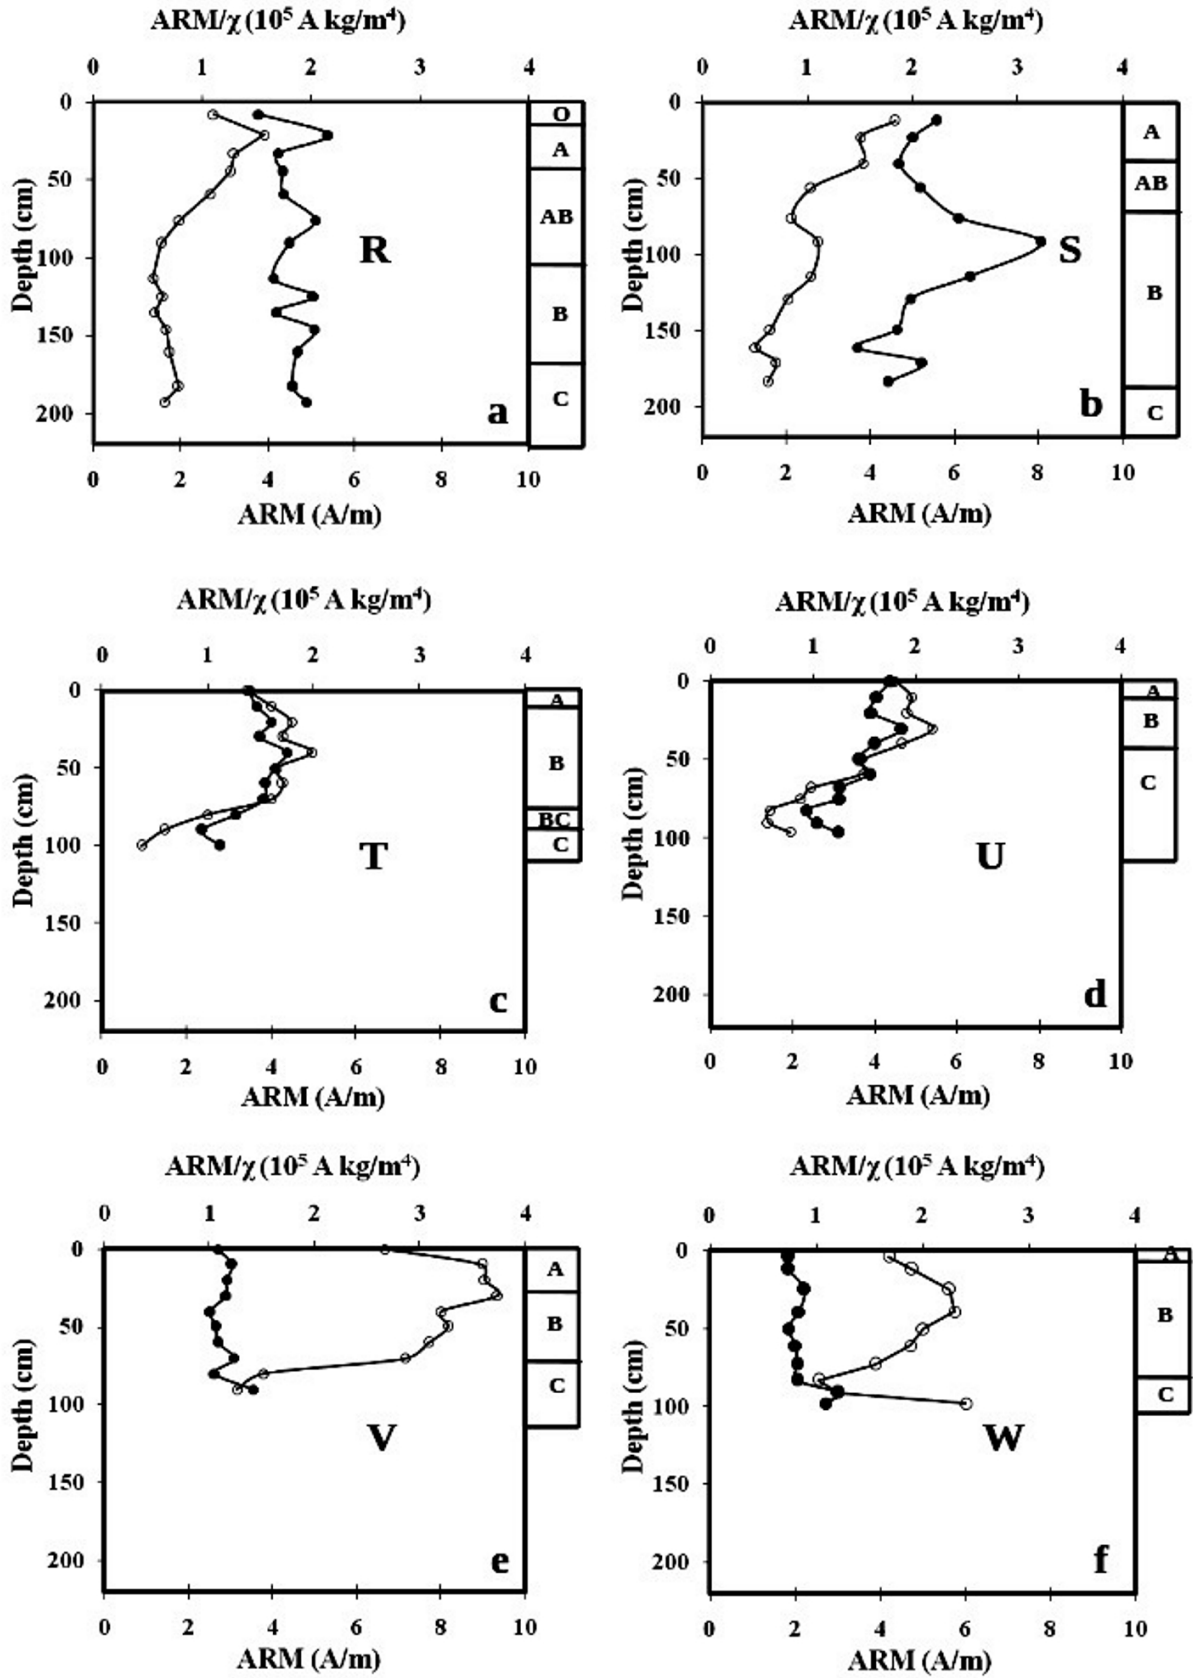 ARM/χ (10⁵ A kg/m⁴)
0 1 2 3 4
0
50
100
150
200
Depth (cm)
O
A
AB
B
C
R
a
0 2 4 6 8 10
ARM (A/m)
ARM/χ (10⁵ A kg/m⁴)
0 1 2 3 4
0
50
100
150
200
Depth (cm)
A
AB
B
C
S
b
0 2 4 6 8 10
ARM (A/m)
ARM/χ (10⁵ A kg/m⁴)
0 1 2 3 4
0
50
100
150
200
Depth (cm)
A
B
BC
C
T
c
0 2 4 6 8 10
ARM (A/m)
ARM/χ (10⁵ A kg/m⁴)
0 1 2 3 4
0
50
100
150
200
Depth (cm)
A
B
C
U
d
0 2 4 6 8 10
ARM (A/m)
ARM/χ (10⁵ A kg/m⁴)
0 1 2 3 4
0
50
100
150
200
Depth (cm)
A
B
C
V
e
0 2 4 6 8 10
ARM (A/m)
ARM/χ (10⁵ A kg/m⁴)
0 1 2 3 4
0
50
100
150
200
Depth (cm)
A
B
C
W
f
0 2 4 6 8 10
ARM (A/m)